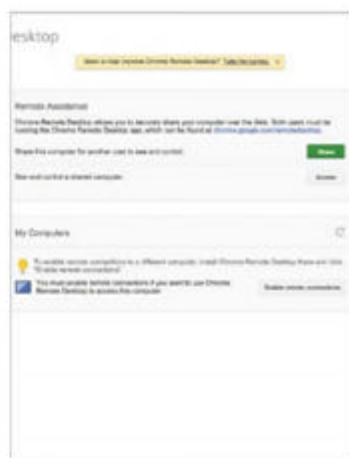 esktop
Want to help improve Chrome Remote Desktop? Take the survey.
Remote Assistance
Chrome Remote Desktop allows you to securely share your computer over the Web. Both users must be
running the Chrome Remote Desktop app, which can be found at chrome.google.com/remotedesktop.
Share this computer for another user to see and control.
Share
See and control a shared computer.
Access
My Computers
To enable remote connections to a different computer, install Chrome Remote Desktop there and click
"Enable remote connections"
You must enable remote connections if you want to use Chrome
Remote Desktop to access this computer.
Enable remote connections